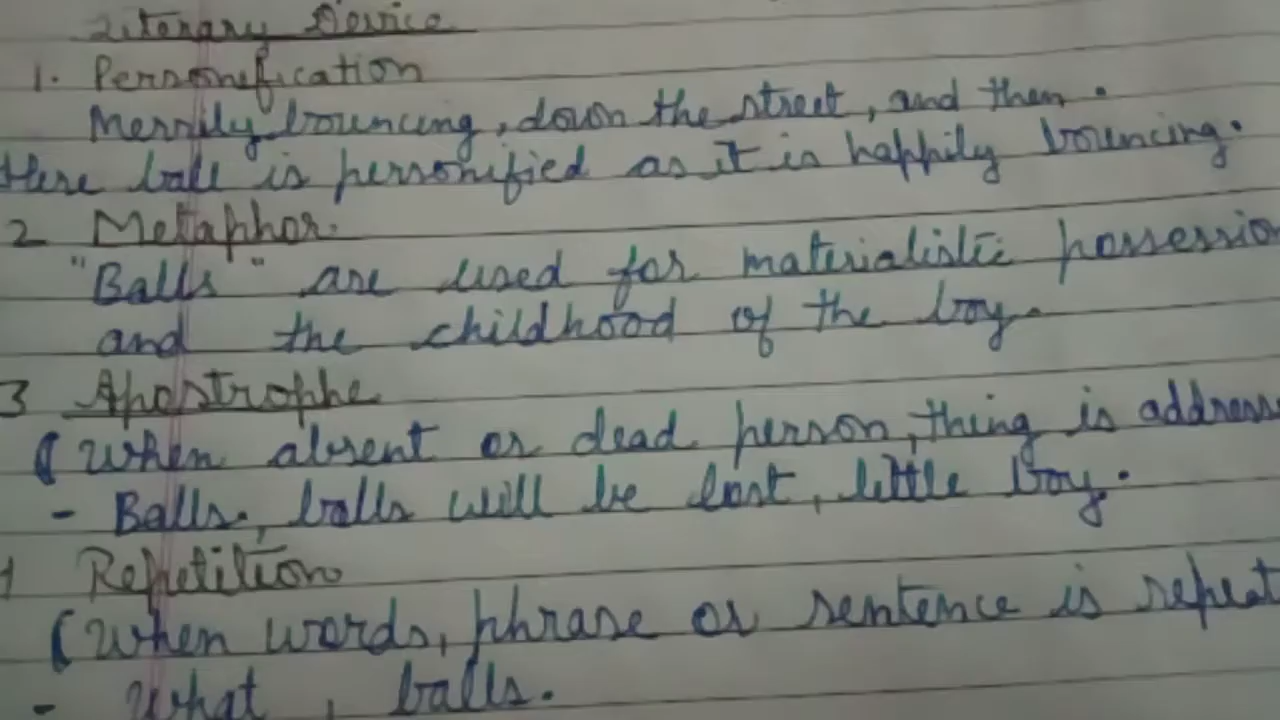 Literary Device
1. Personification
Merrily bouncing, down the street, and then.
Here ball is personified as it is happily bouncing.
2 Metaphor.
"Balls" are used for materialistic possessio
and the childhood of the boy.
3 Apostrophe
(When absent or dead person, thing is address
- Balls, balls will be lost, little boy.
Repetition
(When words, phrase or sentence is repeat
- What, balls.